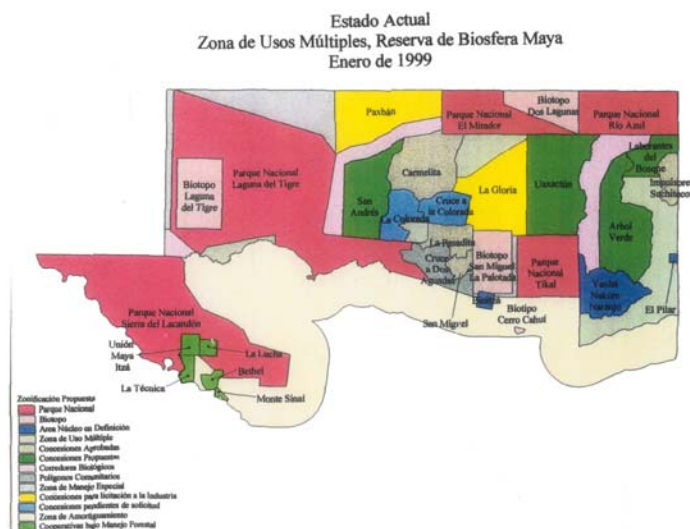 Estado Actual
Zona de Usos Múltiples, Reserva de Biosfera Maya
Enero de 1999
Paxbán
Parque Nacional
El Mirador
Biotopo
Dos Lagunas
Parque Nacional
Río Azul
Laborantes del
Bosque
Impulsores
Suchitecos
Parque Nacional
Laguna del Tigre
Biotopo
Laguna
del Tigre
Carmelita
San
Andrés
La Colorada
Cruce a
la Colorada
La Gloria
Uaxactún
Arbol
Verde
La Pasadita
Cruce
a Dos
Aguadas
Biotopo
San Miguel
La Palotada
Parque
Nacional
Tikal
Yaxhá
Nakúm
Naranjo
El Pilar
San Miguel
Biotipo
Cerro Cahuí
Parque Nacional
Sierra del Lacandón
Unión
Maya
Itzá
La Lucha
La Técnica
Bethel
Monte Sinaí
Zonificación Propuesta
Parque Nacional
Biotopo
Area Núcleo en Definición
Zona de Uso Múltiple
Concesiones Aprobadas
Concesiones Propuestas
Corredores Biológicos
Polígonos Comunitarios
Zona de Manejo Especial
Concesiones para licitación a la Industria
Concesiones pendientes de solicitud
Zona de Amortiguamiento
Cooperativas bajo Manejo Forestal